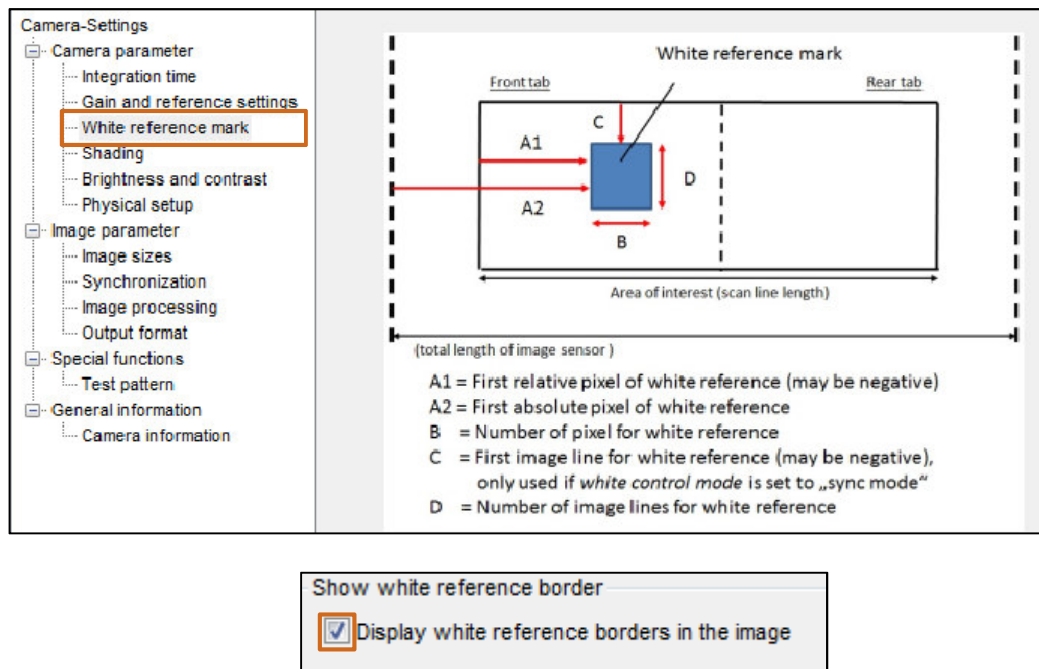 Camera-Settings
Camera parameter
Integration time
Gain and reference settings
White reference mark
Shading
Brightness and contrast
Physical setup
Image parameter
Image sizes
Synchronization
Image processing
Output format
Special functions
Test pattern
General information
Camera information
White reference mark
Front tab
Rear tab
C
A1
D
A2
B
Area of interest (scan line length)
(total length of image sensor )
A1 = First relative pixel of white reference (may be negative)
A2 = First absolute pixel of white reference
B = Number of pixel for white reference
C = First image line for white reference (may be negative),
only used if white control mode is set to „sync mode“
D = Number of image lines for white reference
Show white reference border
Display white reference borders in the image